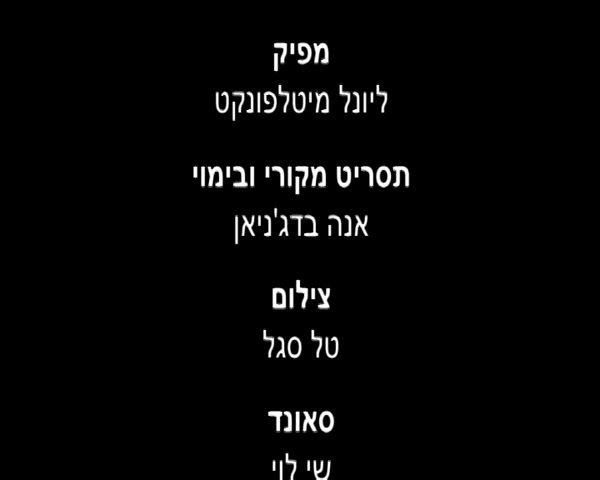 מפיק
ליונל מיטלפונקט
תסריט מקורי ובימוי
אנה בדג'ניאן
צילום
טל סגל
סאונד
שי לוי